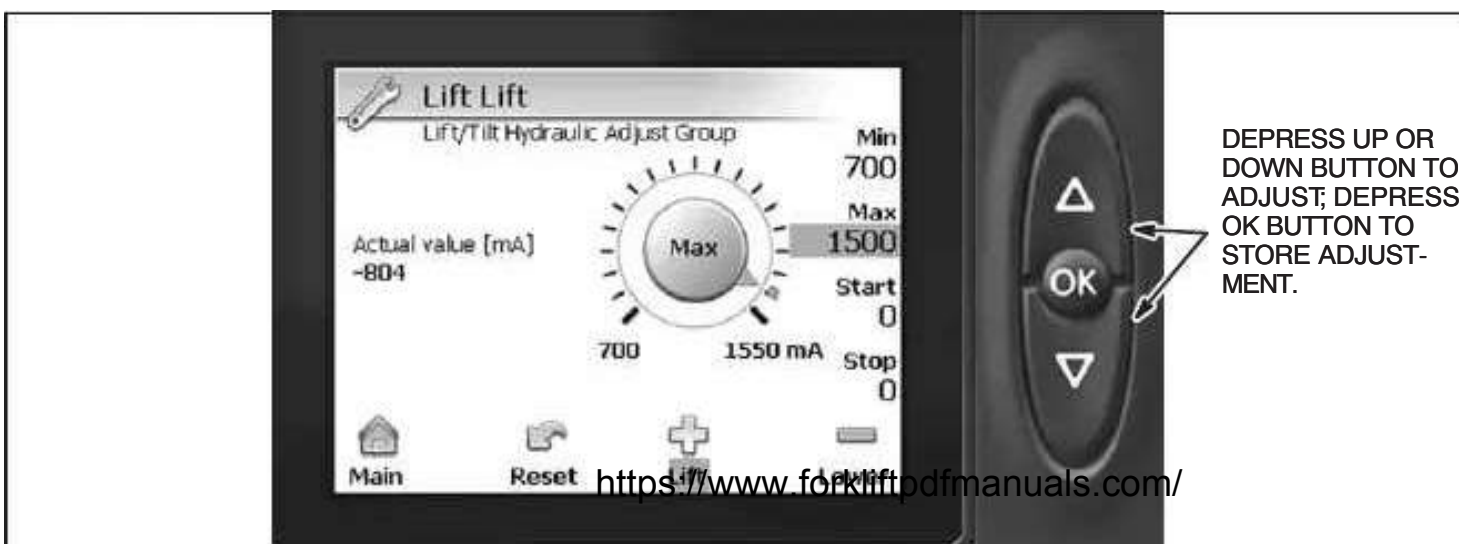 Lift Lift
Lift/Tilt Hydraulic Adjust Group
Min
700
Max
1500
Start
0
Stop
0
Actual value [mA]
-804
Max
700
1550 mA
Main
Reset
Lift
Lower
OK
DEPRESS UP OR
DOWN BUTTON TO
ADJUST; DEPRESS
OK BUTTON TO
STORE ADJUST-
MENT.
https://www.forkliftpdfmanuals.com/